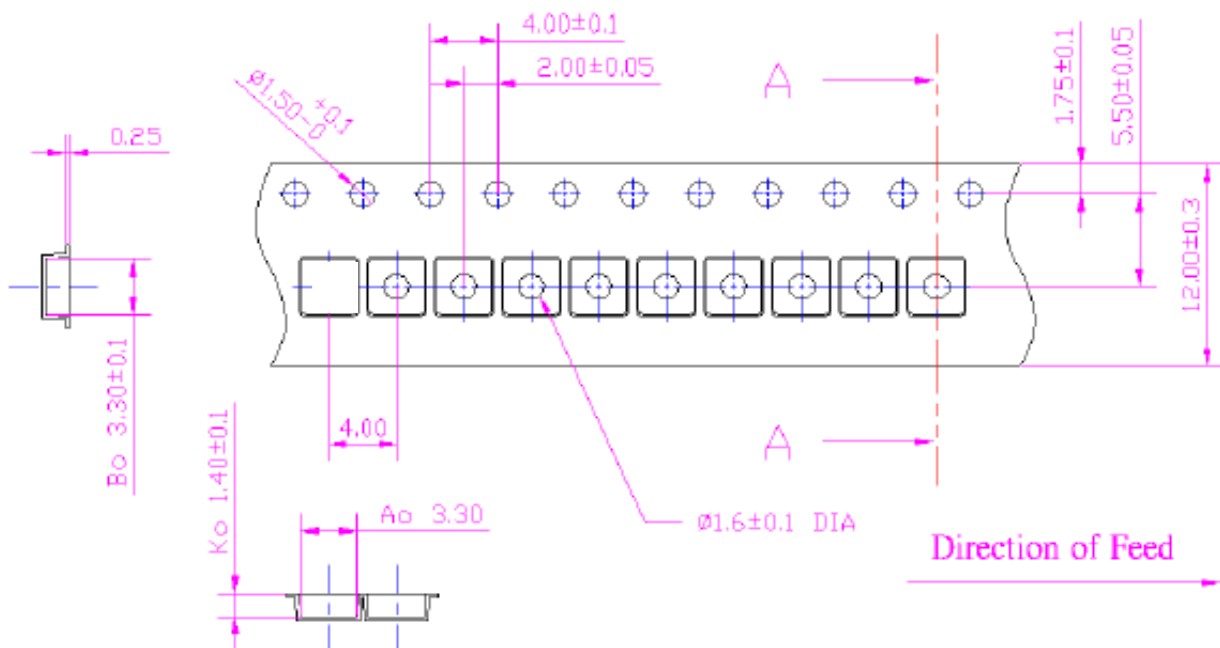 4.00±0.1
2.00±0.05
A
1.75±0.1
5.50±0.05
ø1.50 +0.1 -0
0.25
12.00±0.3
Bo 3.30±0.1
4.00
A
Ko 1.40±0.1
Ao 3.30
ø1.6±0.1 DIA
Direction of Feed